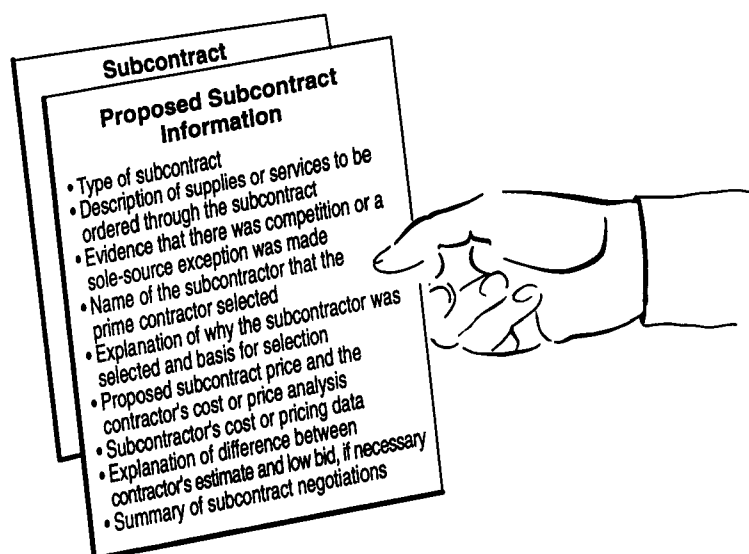 Subcontract
Proposed Subcontract
Information
• Type of subcontract
• Description of supplies or services to be
ordered through the subcontract
• Evidence that there was competition or a
sole-source exception was made
• Name of the subcontractor that the
prime contractor selected
• Explanation of why the subcontractor was
selected and basis for selection
• Proposed subcontract price and the
contractor's cost or price analysis
• Subcontractor's cost or pricing data
• Explanation of difference between
contractor's estimate and low bid, if necessary
• Summary of subcontract negotiations